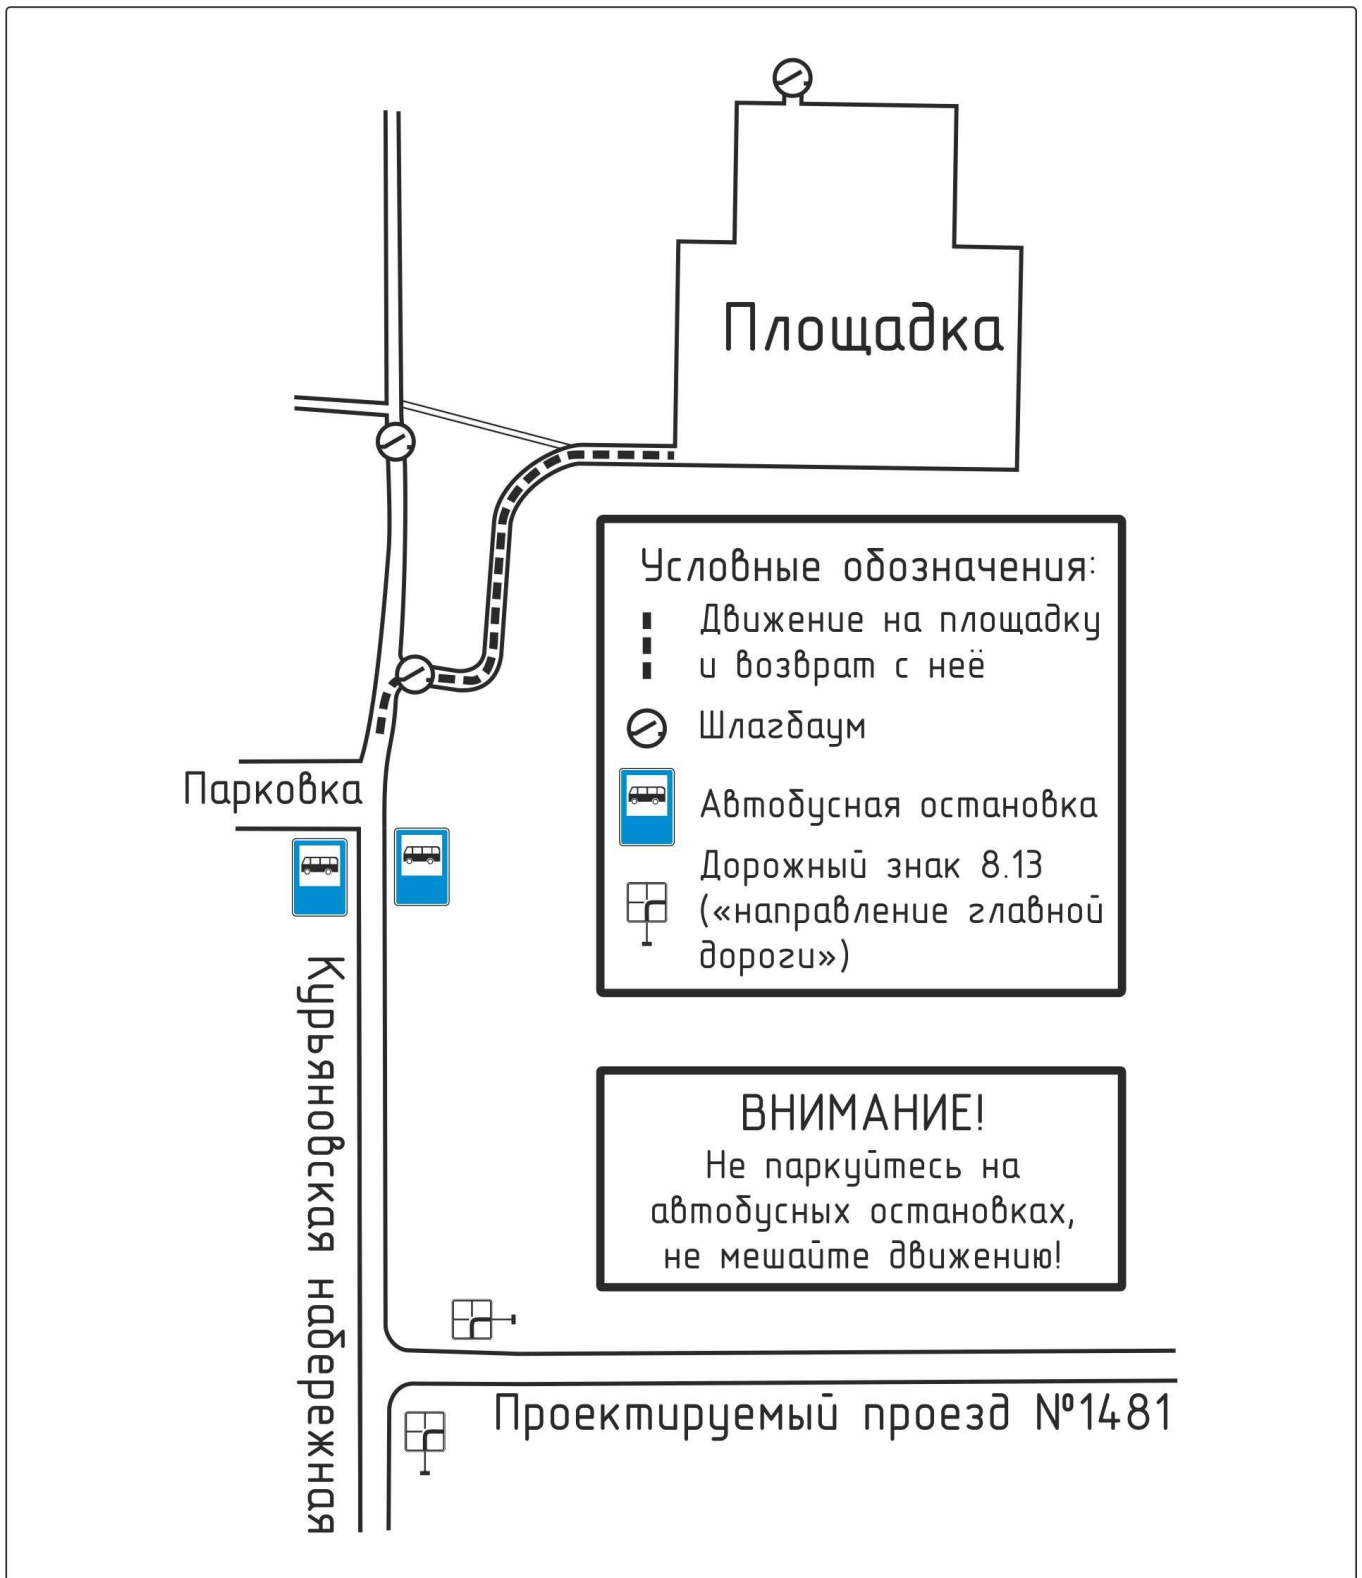 Площадка
Условные обозначения:
Движение на площадку
и возврат с неё
Шлагбаум
Автобусная остановка
Дорожный знак 8.13
(«направление главной
дороги»)
Парковка
Курьяновская набережная
ВНИМАНИЕ!
Не паркуйтесь на
автобусных остановках,
не мешайте движению!
Проектируемый проезд №1481